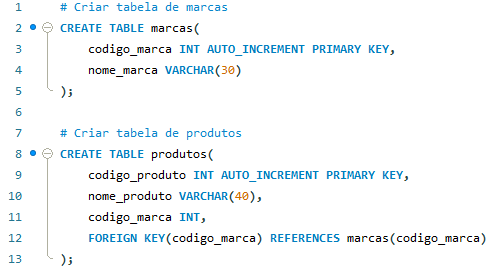 1 # Criar tabela de marcas
2 CREATE TABLE marcas(
3 codigo_marca INT AUTO_INCREMENT PRIMARY KEY,
4 nome_marca VARCHAR(30)
5 );
6
7 # Criar tabela de produtos
8 CREATE TABLE produtos(
9 codigo_produto INT AUTO_INCREMENT PRIMARY KEY,
10 nome_produto VARCHAR(40),
11 codigo_marca INT,
12 FOREIGN KEY(codigo_marca) REFERENCES marcas(codigo_marca)
13 );